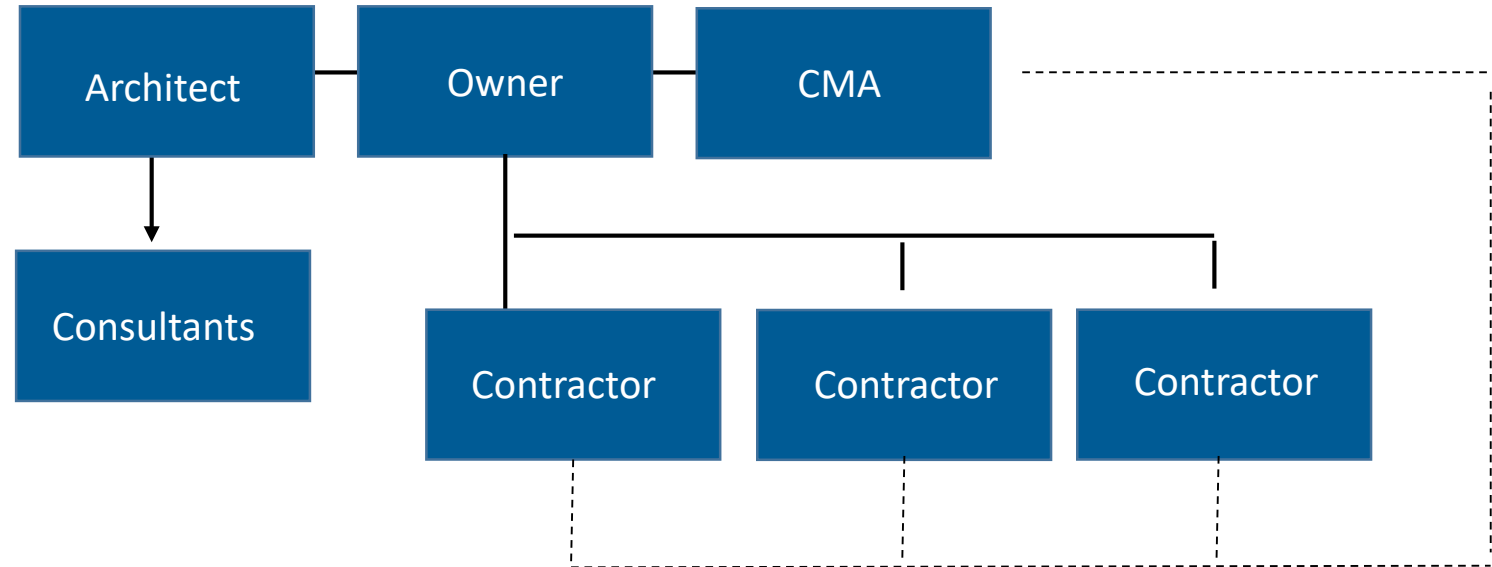 Architect
Owner
CMA
Consultants
Contractor
Contractor
Contractor